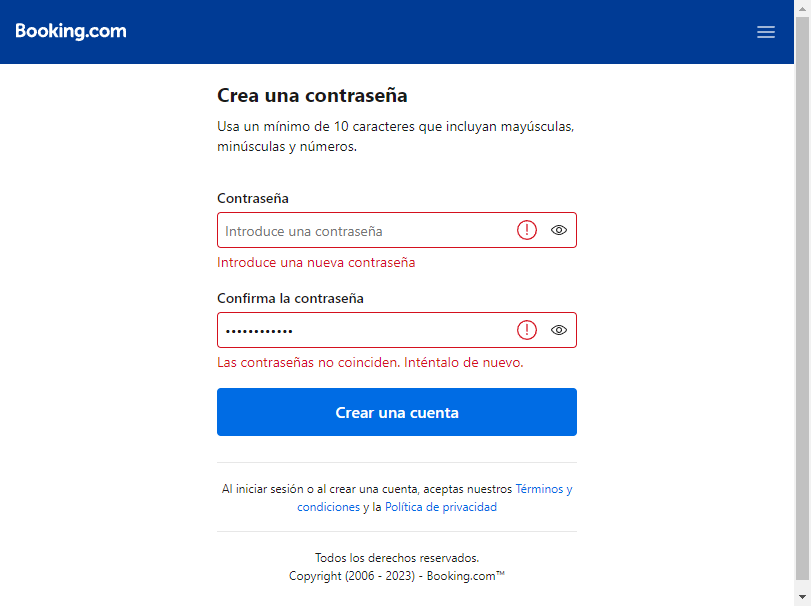 Booking.com
Crea una contraseña
Usa un mínimo de 10 caracteres que incluyan mayúsculas,
minúsculas y números.
Contraseña
Introduce una contraseña
Introduce una nueva contraseña
Confirma la contraseña
••••••••••••
Las contraseñas no coinciden. Inténtalo de nuevo.
Crear una cuenta
Al iniciar sesión o al crear una cuenta, aceptas nuestros Términos y
condiciones y la Política de privacidad
Todos los derechos reservados.
Copyright (2006 - 2023) - Booking.com™